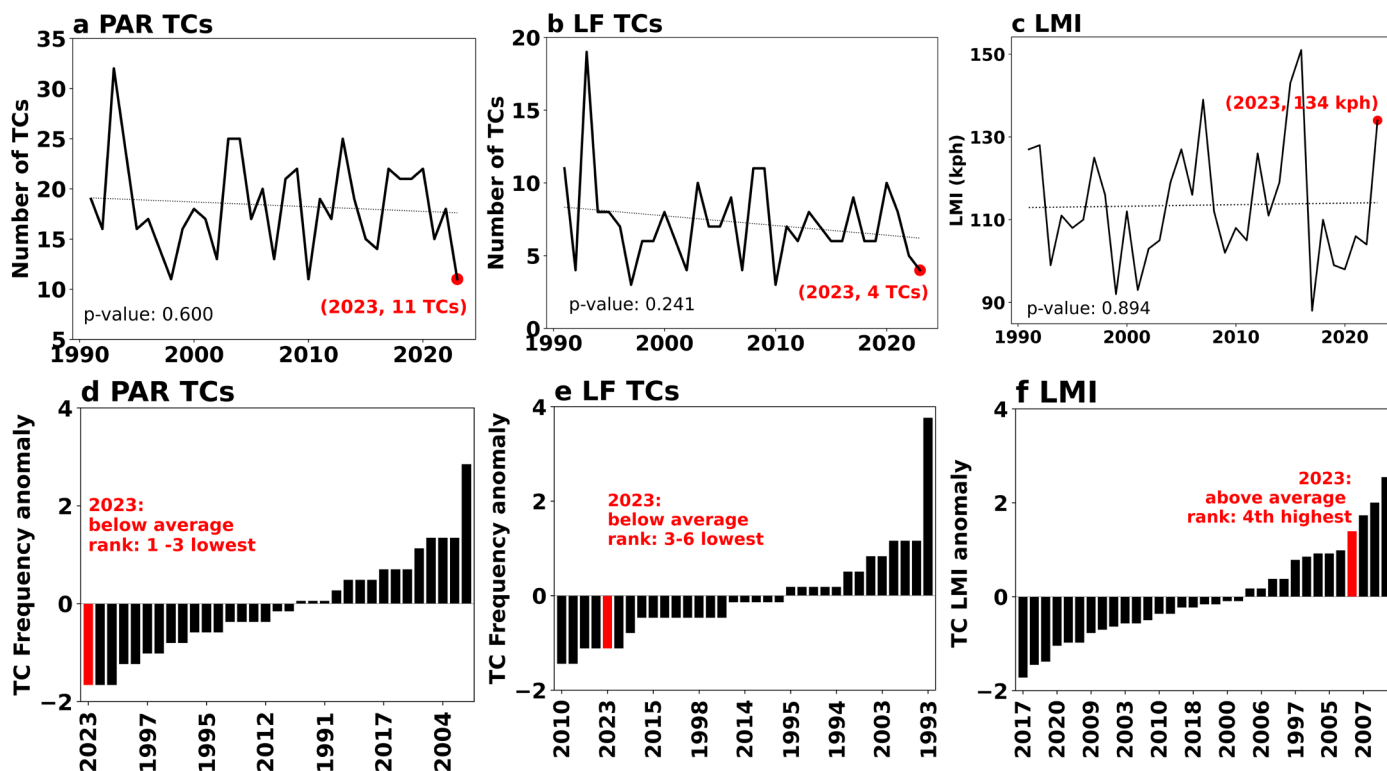 a PAR TCs
Number of TCs
35
30
25
20
15
10
5
p-value: 0.600
(2023, 11 TCs)
1990
2000
2010
2020
b LF TCs
Number of TCs
20
15
10
5
0
p-value: 0.241
(2023, 4 TCs)
1990
2000
2010
2020
c LMI
LMI (kph)
150
130
110
90
(2023, 134 kph)
p-value: 0.894
1990
2000
2010
2020
d PAR TCs
TC Frequency anomaly
4
2
0
−2
2023:
below average
rank: 1 -3 lowest
2023
1997
1995
2012
1991
2017
2004
e LF TCs
TC Frequency anomaly
4
2
0
−2
2023:
below average
rank: 3-6 lowest
2010
2023
2015
2014
1995
2003
1993
f LMI
TC LMI anomaly
4
2
0
−2
2023:
above average
rank: 4th highest
2017
2020
2009
2003
2010
2018
2000
2006
1997
2005
2007